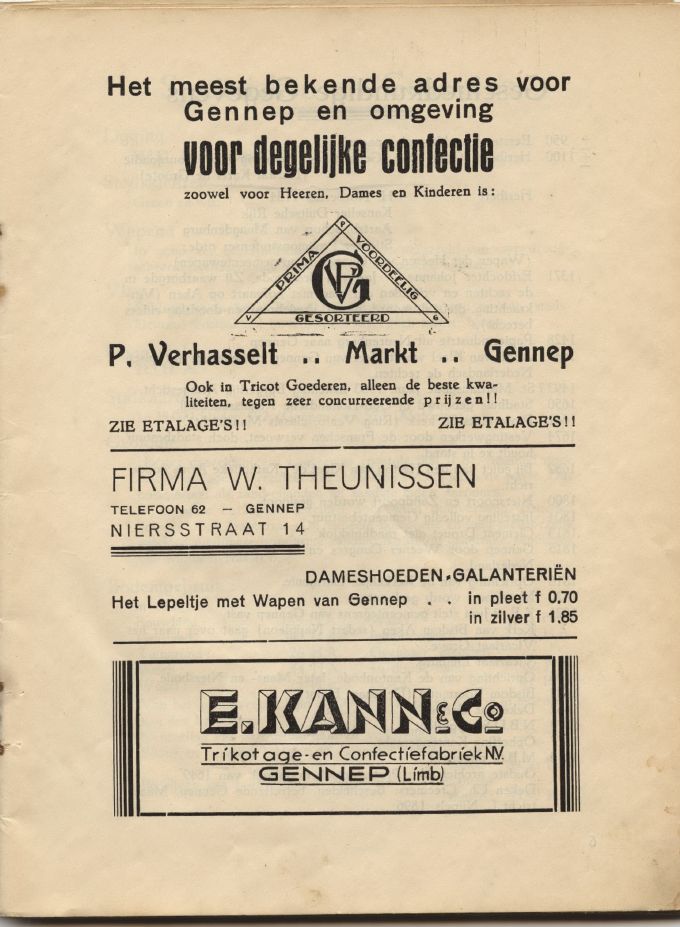 Het meest bekende adres voor
Gennep en omgeving
voor degelijke confectie
zoowel voor Heeren, Dames en Kinderen is:
P
PRIMA
VOORDEELIG
GVP
GESORTEERD
V
G
P. Verhasselt .. Markt .. Gennep
Ook in Tricot Goederen, alleen de beste kwa-
liteiten, tegen zeer concurreerende prijzen!!
ZIE ETALAGE'S!! ZIE ETALAGE'S!!
FIRMA W. THEUNISSEN
TELEFOON 62 — GENNEP
NIERSSTRAAT 14
DAMESHOEDEN-GALANTERIËN
Het Lepeltje met Wapen van Gennep . . in pleet f 0.70
in zilver f 1.85
E. KANN & Co
Trikotage- en Confectiefabriek N.V.
GENNEP (Limb)